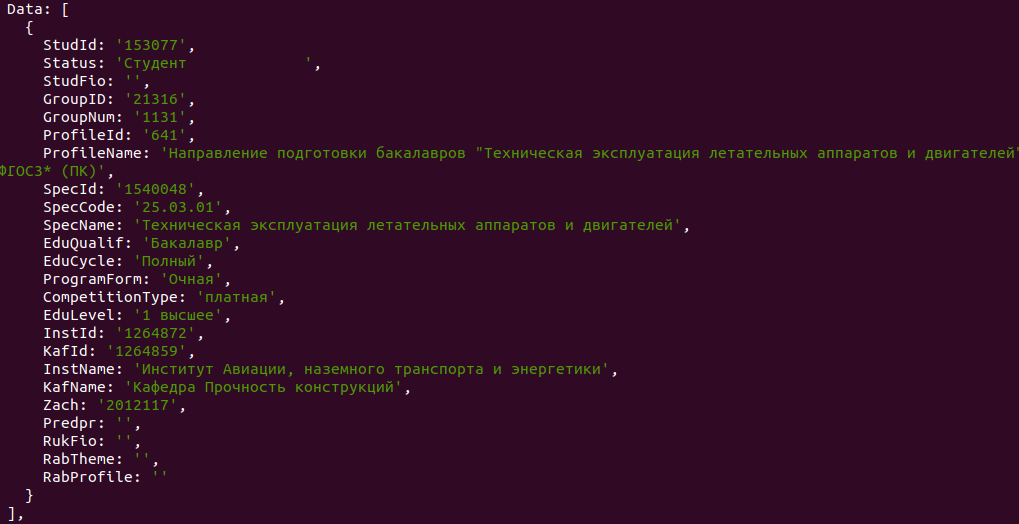 Data: [
{
StudId: '153077',
Status: 'Студент             ',
StudFio: '',
GroupID: '21316',
GroupNum: '1131',
ProfileId: '641',
ProfileName: 'Направление подготовки бакалавров "Техническая эксплуатация летательных аппаратов и двигателей"
ФГОС3* (ПК)',
SpecId: '1540048',
SpecCode: '25.03.01',
SpecName: 'Техническая эксплуатация летательных аппаратов и двигателей',
EduQualif: 'Бакалавр',
EduCycle: 'Полный',
ProgramForm: 'Очная',
CompetitionType: 'платная',
EduLevel: '1 высшее',
InstId: '1264872',
KafId: '1264859',
InstName: 'Институт Авиации, наземного транспорта и энергетики',
KafName: 'Кафедра Прочность конструкций',
Zach: '2012117',
Predpr: '',
RukFio: '',
RabTheme: '',
RabProfile: ''
}
],